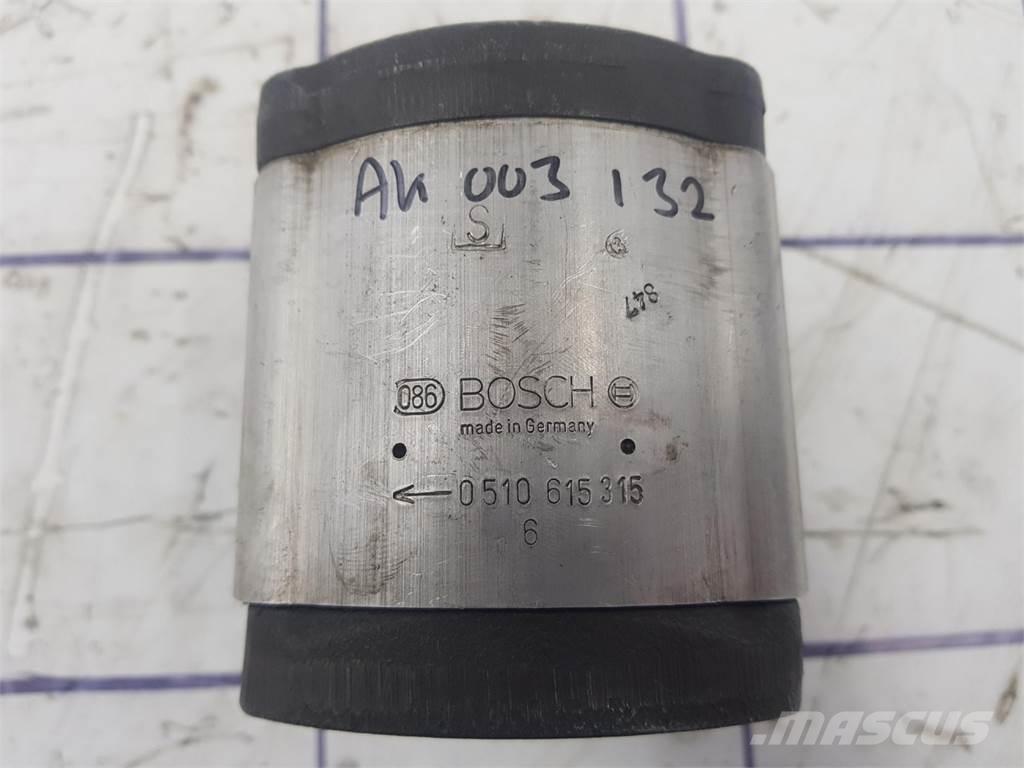 AK 003 132
S
847
086 BOSCH
made in Germany
0 510 615 315
6
MASCUS